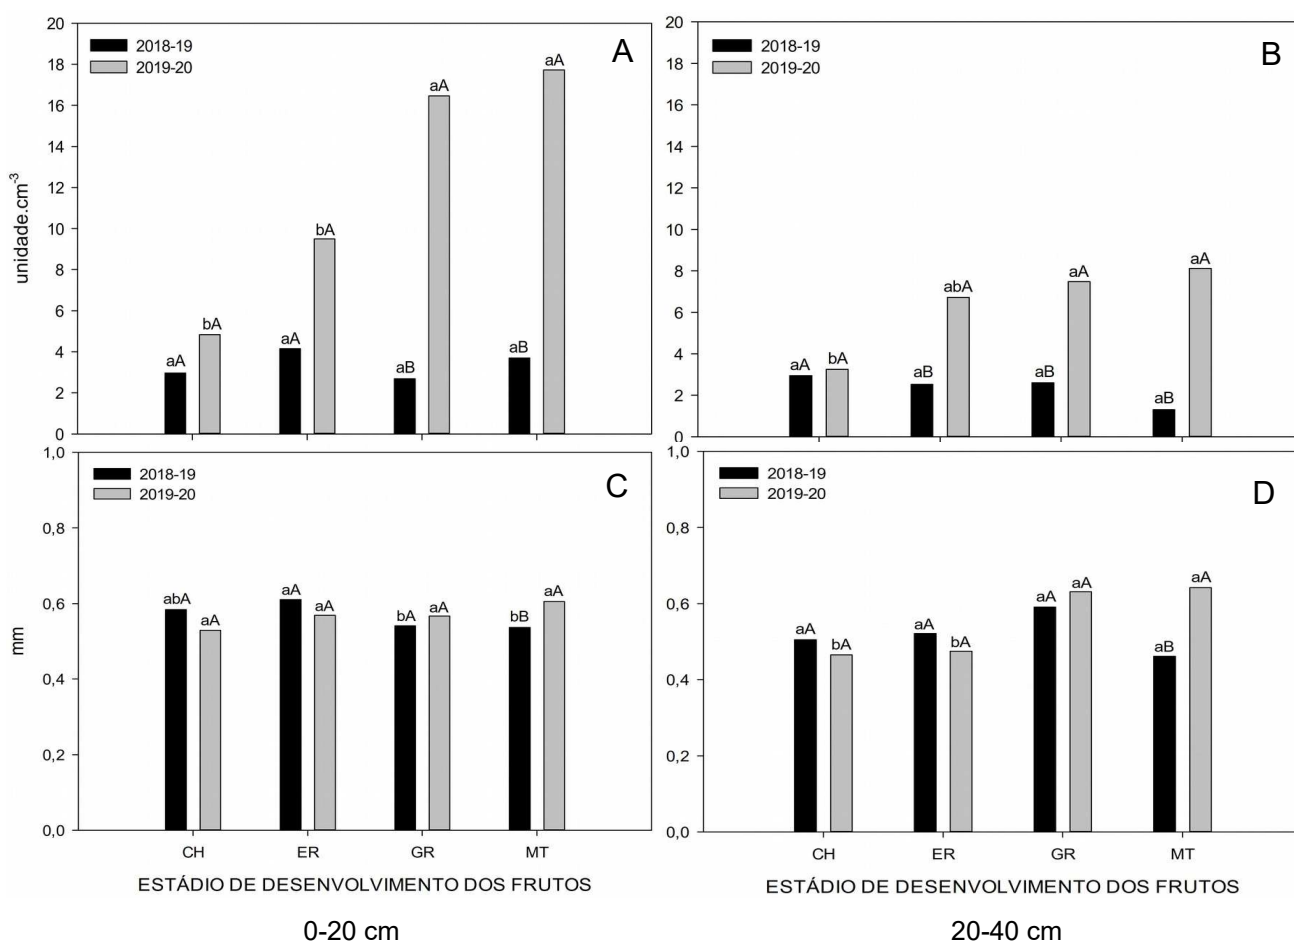 A
2018-19
2019-20
unidade.cm-3
20
18
16
14
12
10
8
6
4
2
0
aA bA aA bA aB aA aB aA
B
2018-19
2019-20
20
18
16
14
12
10
8
6
4
2
0
aA bA aB abA aB aA aB aA
C
2018-19
2019-20
mm
1,0
0,8
0,6
0,4
0,2
0,0
abA aA aA aA bA aA bB aA
CH ER GR MT
ESTÁDIO DE DESENVOLVIMENTO DOS FRUTOS
0-20 cm
D
2018-19
2019-20
1,0
0,8
0,6
0,4
0,2
0,0
aA bA aA bA aA aA aB aA
CH ER GR MT
ESTÁDIO DE DESENVOLVIMENTO DOS FRUTOS
20-40 cm